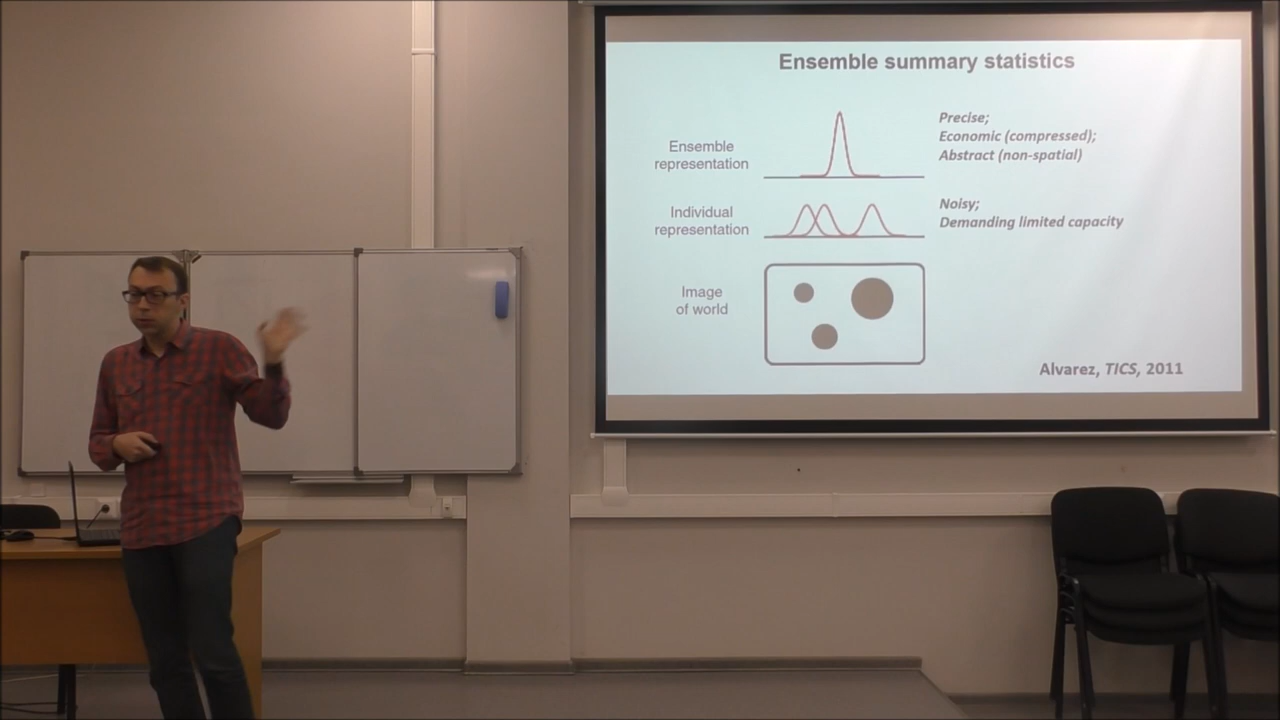 Ensemble summary statistics
Ensemble
representation
Precise;
Economic (compressed);
Abstract (non-spatial)
Individual
representation
Noisy;
Demanding limited capacity
Image
of world
Alvarez, TICS, 2011